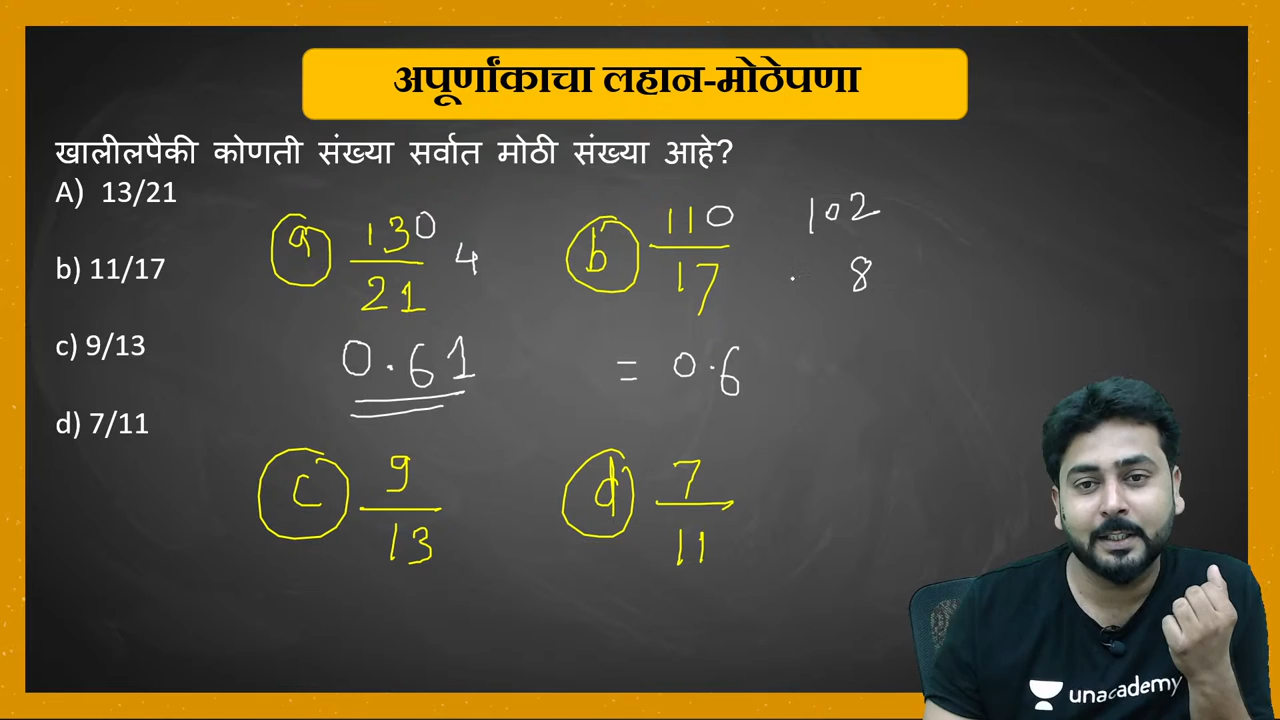 अपूर्णांकाचा लहान-मोठेपणा
खालीलपैकी कोणती संख्या सर्वात मोठी संख्या आहे?
A) 13/21
b) 11/17
c) 9/13
d) 7/11
a 130/21 4
0.61
b 110/17
102
8
= 0.6
c 9/13
d 7/11
unacademy